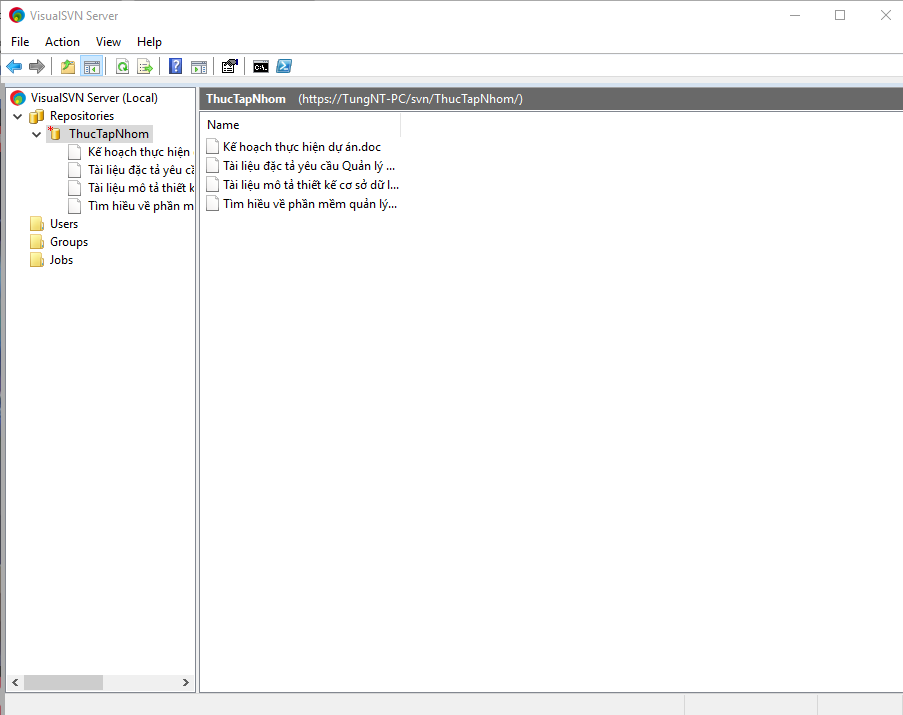 VisualSVN Server
File Action View Help
VisualSVN Server (Local)
Repositories
ThucTapNhom
Kế hoạch thực hiện
Tài liệu đặc tả yêu cầ
Tài liệu mô tả thiết k
Tìm hiểu về phần m
Users
Groups
Jobs
ThucTapNhom (https://TungNT-PC/svn/ThucTapNhom/)
Name
Kế hoạch thực hiện dự án.doc
Tài liệu đặc tả yêu cầu Quản lý ...
Tài liệu mô tả thiết kế cơ sở dữ l...
Tìm hiều về phần mềm quản lý...